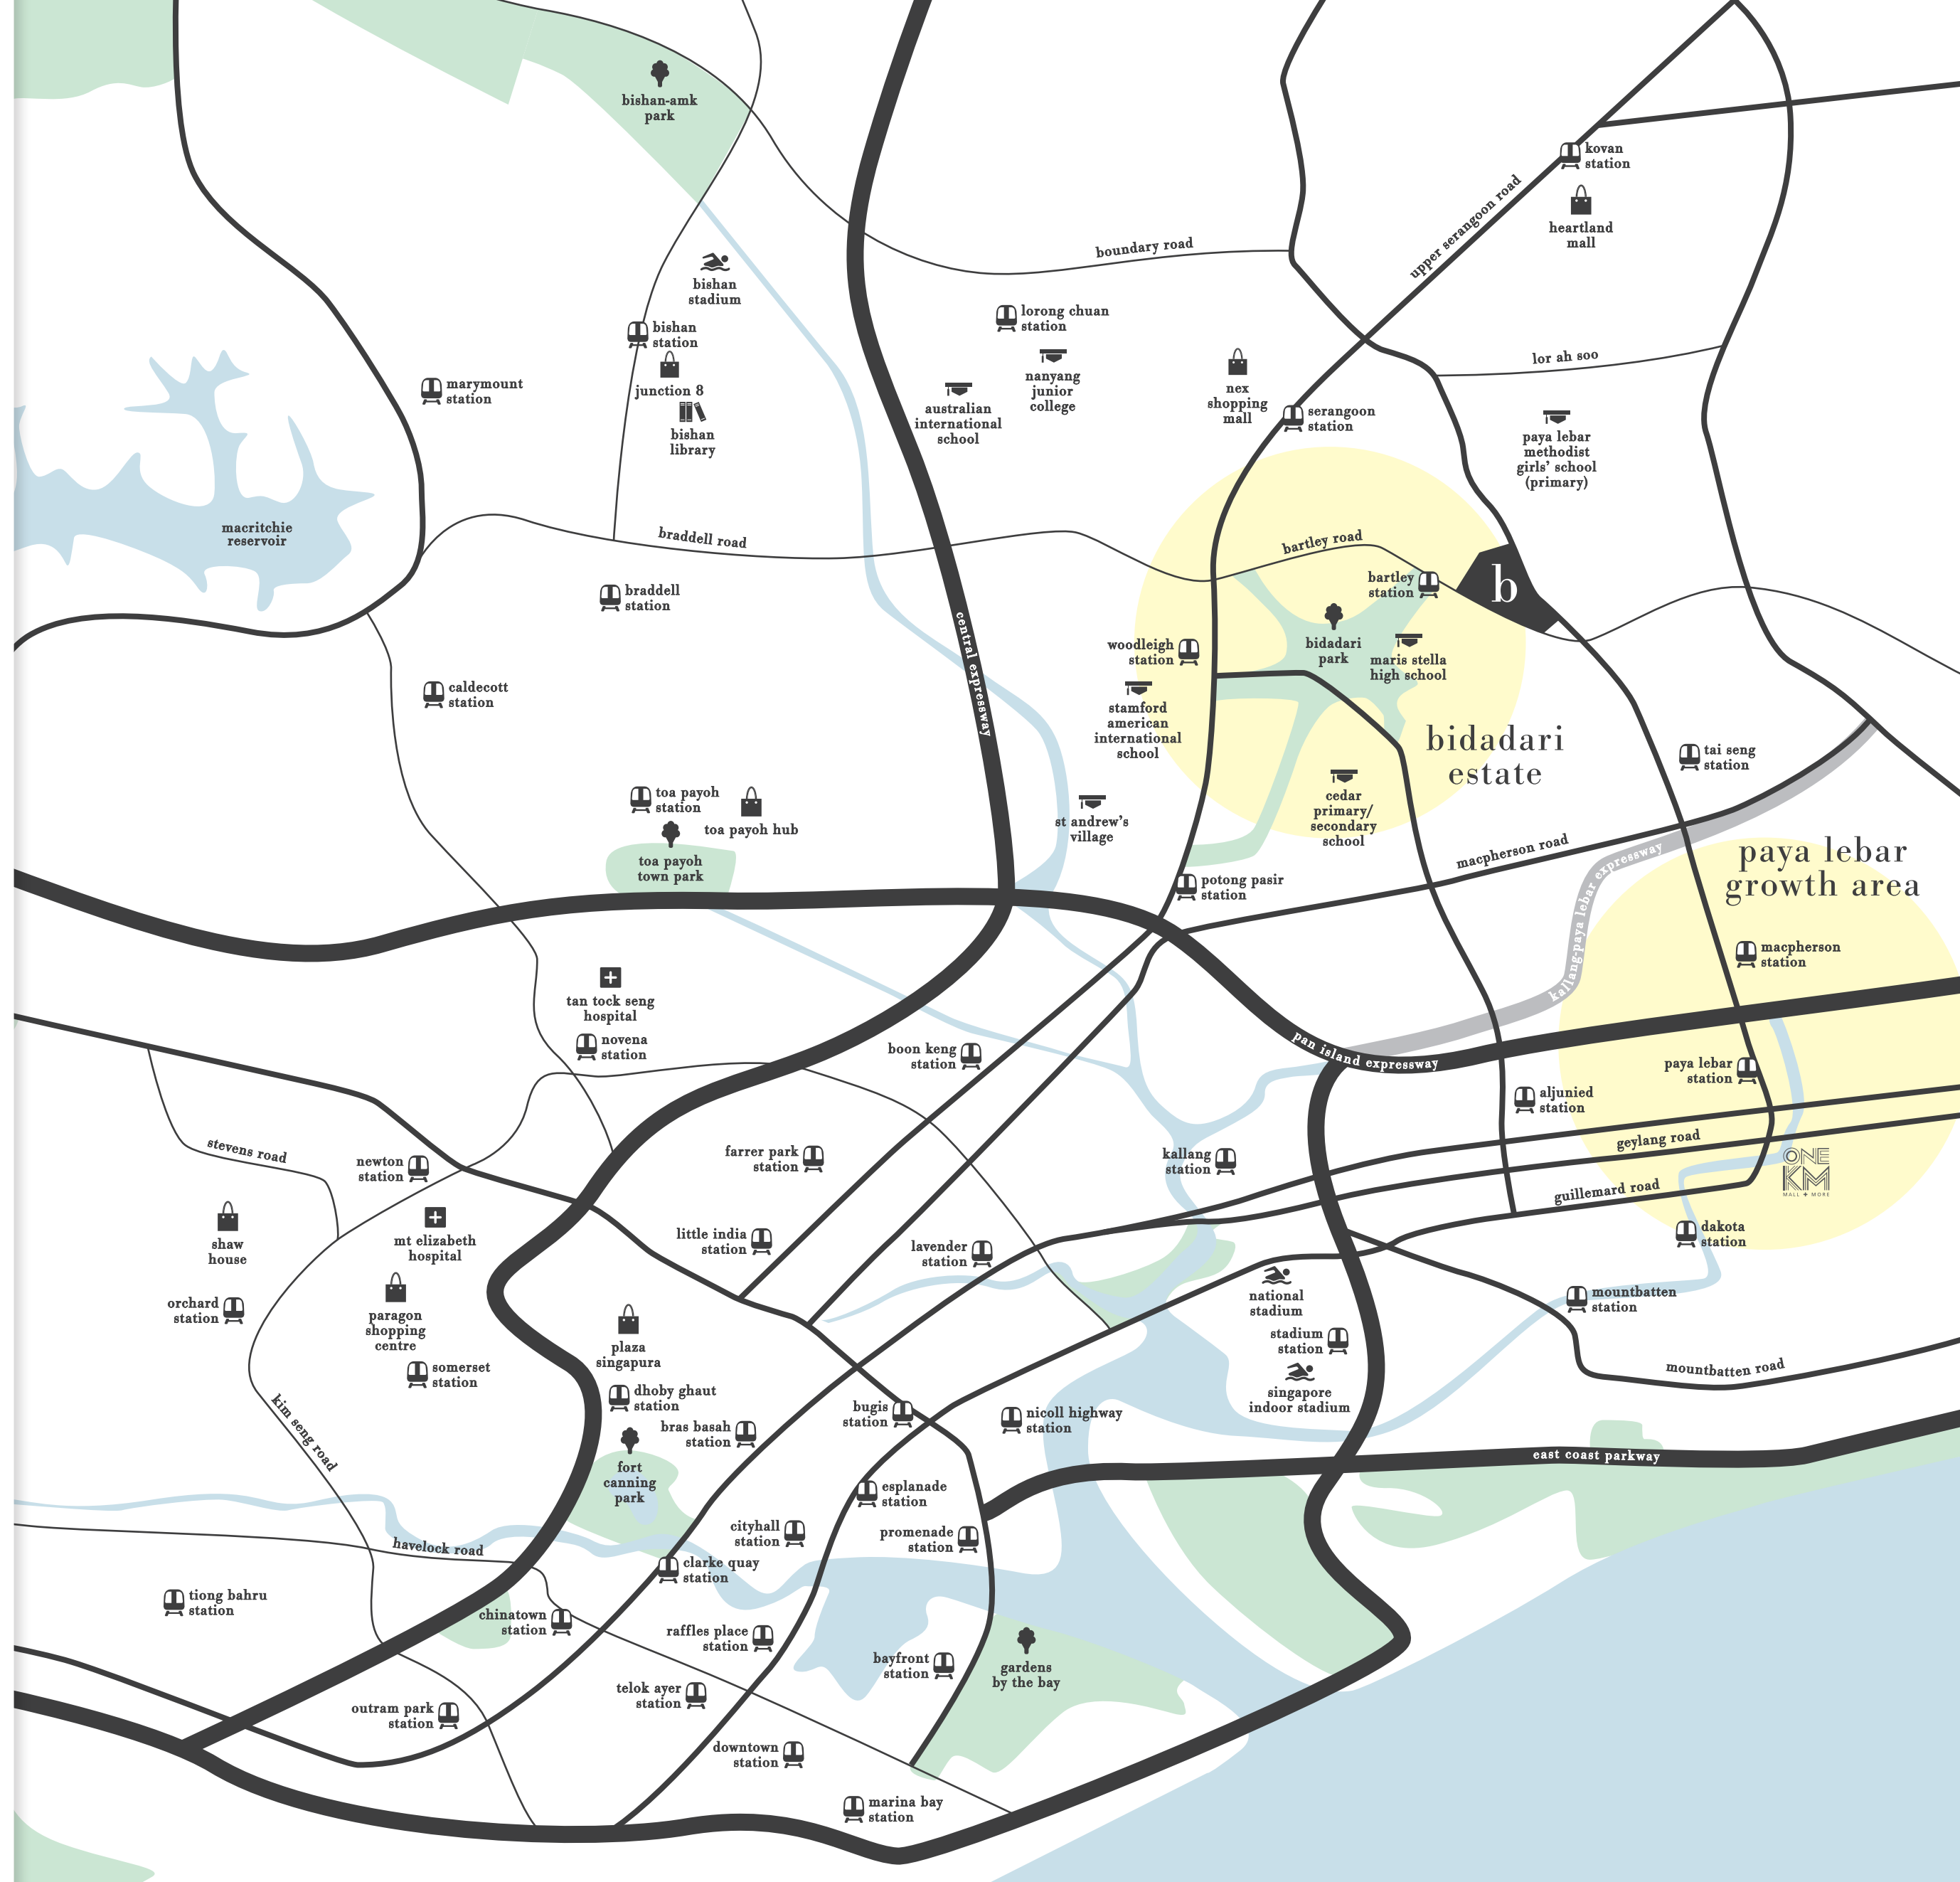 bishan-amk
park
kovan
station
heartland
mall
upper serangoon road
boundary road
bishan
stadium
bishan
station
junction 8
bishan
library
lorong chuan
station
nanyang
junior
college
australian
international
school
nex
shopping
mall
serangoon
station
lor ah soo
paya lebar
methodist
girls' school
(primary)
marymount
station
macritchie
reservoir
braddell road
bartley road
bartley
station
b
braddell
station
central expressway
woodleigh
station
bidadari
park
maris stella
high school
caldecott
station
stamford
american
international
school
bidadari
estate
tai seng
station
toa payoh
station
toa payoh hub
toa payoh
town park
st andrew's
village
cedar
primary/
secondary
school
macpherson road
kallang-paya lebar expressway
paya lebar
growth area
potong pasir
station
macpherson
station
tan tock seng
hospital
novena
station
boon keng
station
pan island expressway
paya lebar
station
aljunied
station
geylang road
ONE
KM
MALL + MORE
guillemard road
stevens road
newton
station
farrer park
station
kallang
station
shaw
house
mt elizabeth
hospital
little india
station
lavender
station
dakota
station
orchard
station
paragon
shopping
centre
somerset
station
plaza
singapura
national
stadium
stadium
station
mountbatten
station
mountbatten road
singapore
indoor stadium
kim seng road
dhoby ghaut
station
bras basah
station
bugis
station
nicoll highway
station
fort
canning
park
east coast parkway
esplanade
station
cityhall
station
promenade
station
havelock road
clarke quay
station
tiong bahru
station
chinatown
station
raffles place
station
bayfront
station
gardens
by the bay
telok ayer
station
outram park
station
downtown
station
marina bay
station